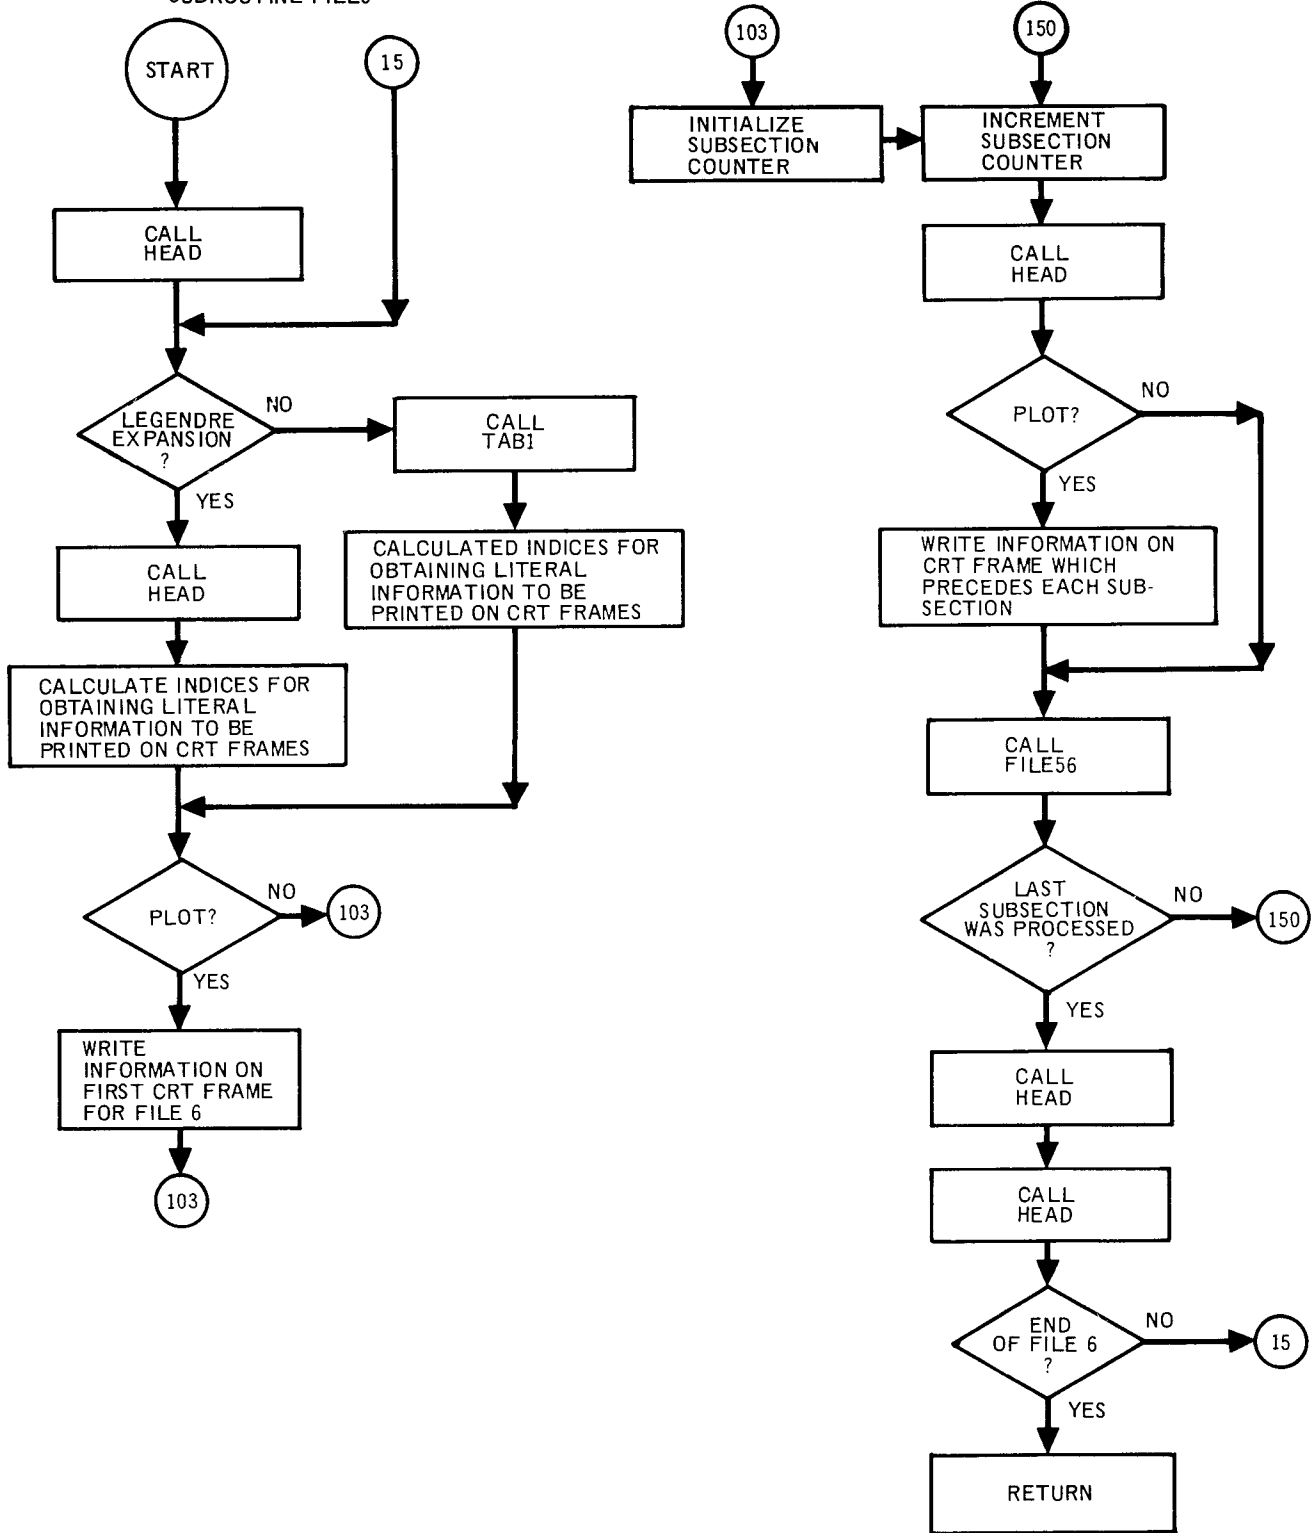 START
15
CALL
HEAD
LEGENDRE
EXPANSION
?
NO
YES
CALL
TAB1
CALL
HEAD
CALCULATED INDICES FOR
OBTAINING LITERAL
INFORMATION TO BE
PRINTED ON CRT FRAMES
CALCULATE INDICES FOR
OBTAINING LITERAL
INFORMATION TO BE
PRINTED ON CRT FRAMES
PLOT?
NO
103
YES
WRITE
INFORMATION ON
FIRST CRT FRAME
FOR FILE 6
103
103
150
INITIALIZE
SUBSECTION
COUNTER
INCREMENT
SUBSECTION
COUNTER
CALL
HEAD
PLOT?
NO
YES
WRITE INFORMATION ON
CRT FRAME WHICH
PRECEDES EACH SUB-
SECTION
CALL
FILE56
LAST
SUBSECTION
WAS PROCESSED
?
NO
150
YES
CALL
HEAD
CALL
HEAD
END
OF FILE 6
?
NO
15
YES
RETURN